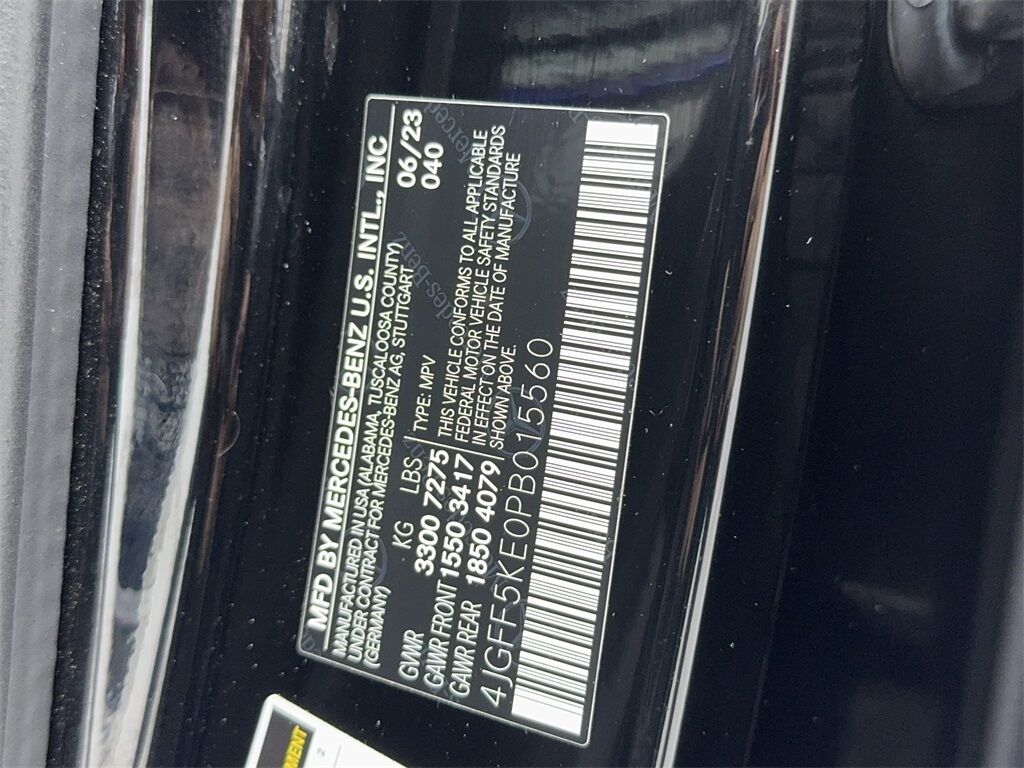 MFD BY MERCEDES-BENZ U.S. INTL., INC
MANUFACTURED IN USA (ALABAMA, TUSCALOOSA COUNTY)
UNDER CONTRACT FOR MERCEDES-BENZ AG, STUTTGART
(GERMANY)
06/23
040
KG LBS TYPE: MPV
GVWR 3300 7275
GAWR FRONT 1550 3417
GAWR REAR 1850 4079
THIS VEHICLE CONFORMS TO ALL APPLICABLE
FEDERAL MOTOR VEHICLE SAFETY STANDARDS
IN EFFECT ON THE DATE OF MANUFACTURE
SHOWN ABOVE.
4JGFF5KE0PB015560
2